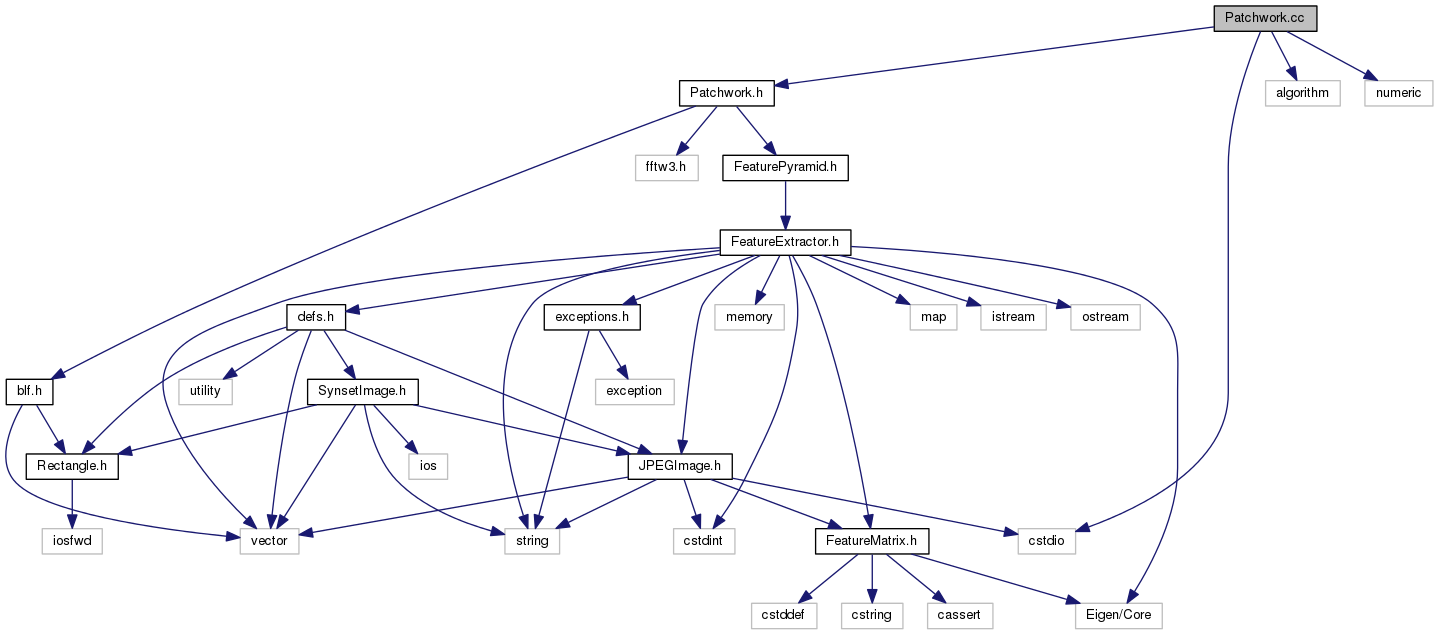 Patchwork.cc
Patchwork.h
algorithm
numeric
fftw3.h
FeaturePyramid.h
FeatureExtractor.h
defs.h
exceptions.h
memory
map
istream
ostream
blf.h
utility
SynsetImage.h
exception
Rectangle.h
ios
JPEGImage.h
iosfwd
vector
string
cstdint
FeatureMatrix.h
cstdio
cstddef
cstring
cassert
Eigen/Core